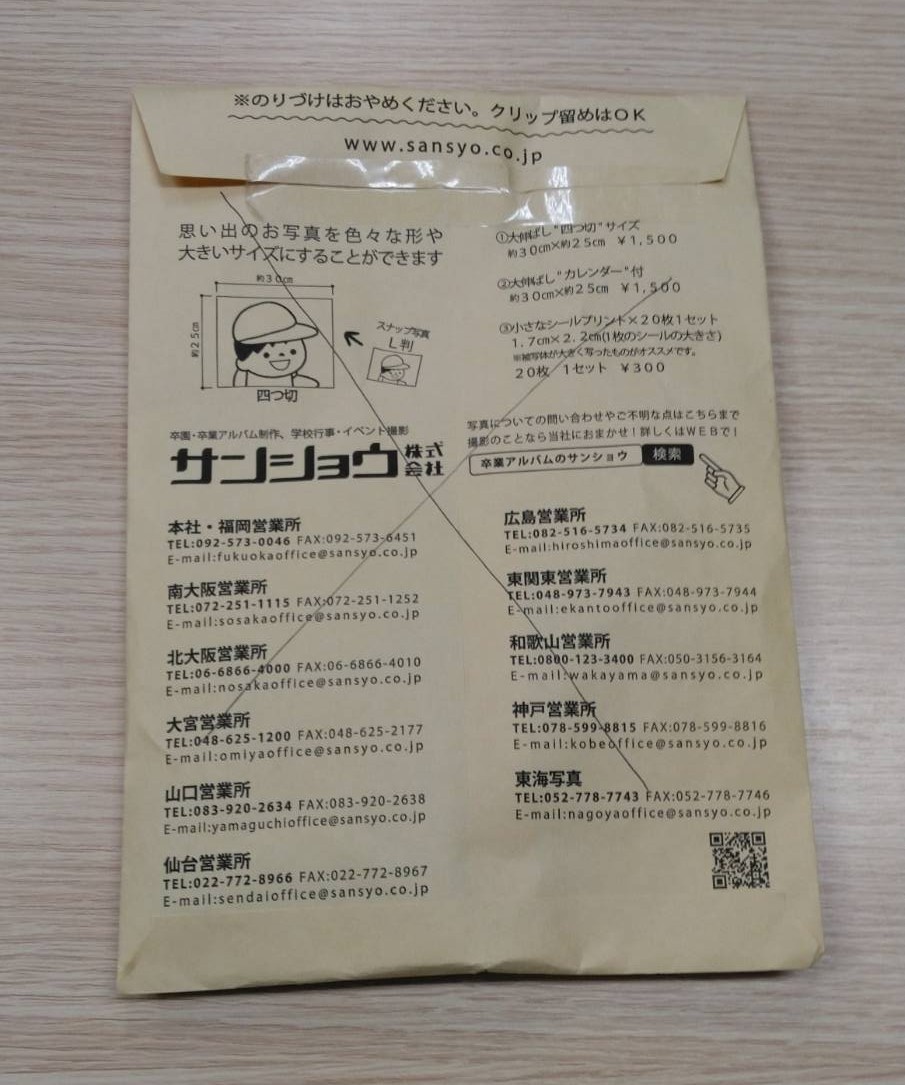 ※のりづけはおやめください。クリップ留めはOK
www.sansyo.co.jp
思い出のお写真を色々な形や
大きいサイズにすることができます
約30㎝
約25㎝
スナップ写真
L判
四つ切
①大伸ばし"四つ切"サイズ
約30㎝×約25㎝ ￥1,500
②大伸ばし"カレンダー"付
約30㎝×約25㎝ ￥1,500
③小さなシールプリント×20枚1セット
1.7㎝×2.2㎝(1枚のシールの大きさ)
※被写体が大きく写ったものがオススメです。
20枚 1セット ￥300
卒園・卒業アルバム制作、学校行事・イベント撮影
サンショウ株式会社
写真についての問い合わせやご不明な点はこちらまで
撮影のことなら当社におまかせ！詳しくはWEBで！
卒業アルバムのサンショウ 検索
本社・福岡営業所
TEL:092-573-0046 FAX:092-573-6451
E-mail:fukuokaoffice@sansyo.co.jp
南大阪営業所
TEL:072-251-1115 FAX:072-251-1252
E-mail:sosakaoffice@sansyo.co.jp
北大阪営業所
TEL:06-6866-4000 FAX:06-6866-4010
E-mail:nosakaoffice@sansyo.co.jp
大宮営業所
TEL:048-625-1200 FAX:048-625-2177
E-mail:omiyaoffice@sansyo.co.jp
山口営業所
TEL:083-920-2634 FAX:083-920-2638
E-mail:yamaguchioffice@sansyo.co.jp
仙台営業所
TEL:022-772-8966 FAX:022-772-8967
E-mail:sendaioffice@sansyo.co.jp
広島営業所
TEL:082-516-5734 FAX:082-516-5735
E-mail:hiroshimaoffice@sansyo.co.jp
東関東営業所
TEL:048-973-7943 FAX:048-973-7944
E-mail:ekantooffice@sansyo.co.jp
和歌山営業所
TEL:0800-123-3400 FAX:050-3156-3164
E-mail:wakayama@sansyo.co.jp
神戸営業所
TEL:078-599-8815 FAX:078-599-8816
E-mail:kobeoffice@sansyo.co.jp
東海写真
TEL:052-778-7743 FAX:052-778-7746
E-mail:nagoyaoffice@sansyo.co.jp